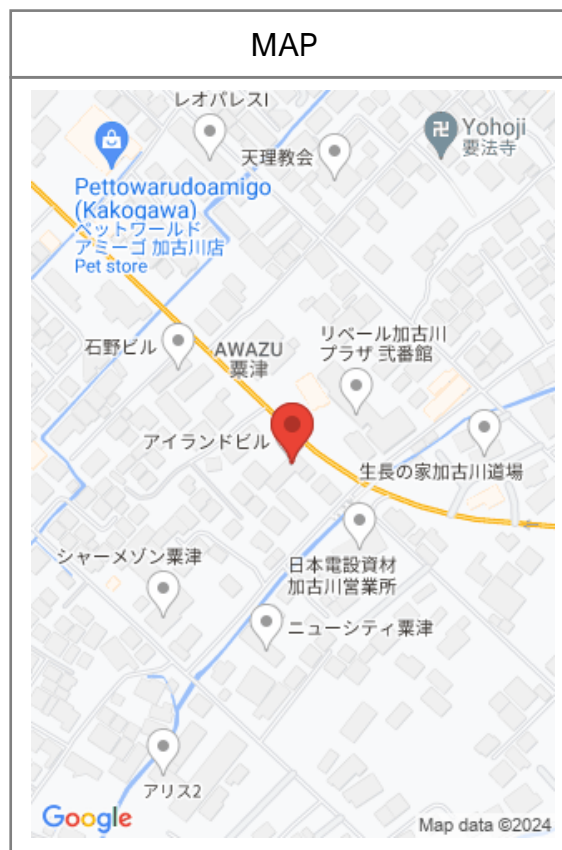 MAP
レオパレスI
天理教会
Yohoji
要法寺
Pettowarudoamigo
(Kakogawa)
ペットワールド
アミーゴ 加古川店
Pet store
石野ビル
AWAZU
粟津
リベール加古川
プラザ 弐番館
アイランドビル
生長の家加古川道場
日本電設資材
加古川営業所
シャーメゾン粟津
ニューシティ粟津
アリス2
Google
Map data ©2024